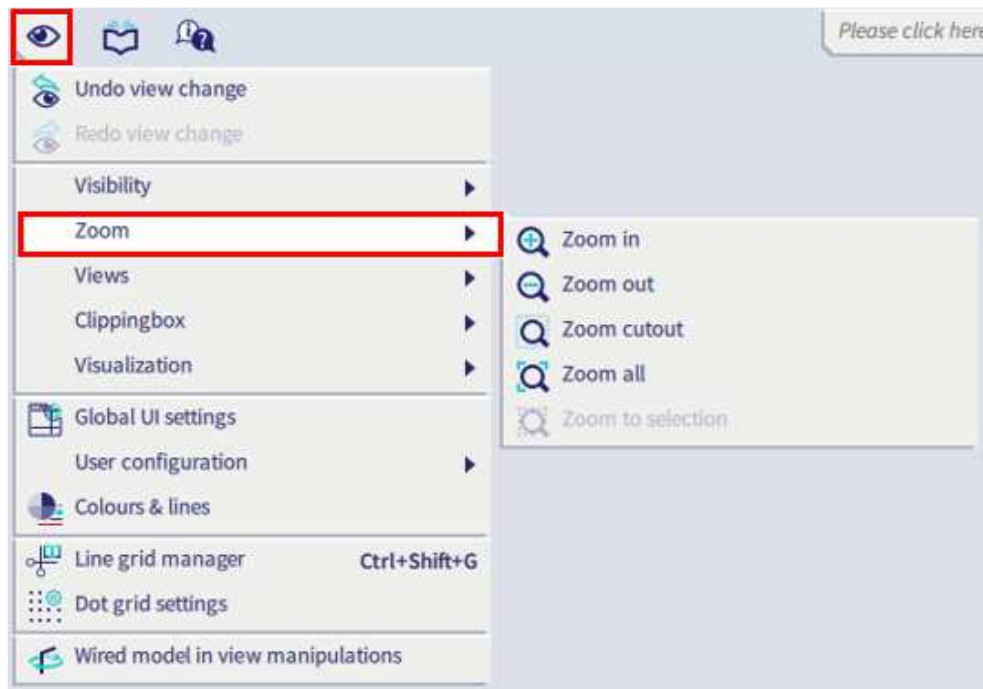 Please click here
Undo view change
Redo view change
Visibility
Zoom
Views
Clippingbox
Visualization
Global UI settings
User configuration
Colours & lines
Line grid manager Ctrl+Shift+G
Dot grid settings
Wired model in view manipulations
Zoom in
Zoom out
Zoom cutout
Zoom all
Zoom to selection